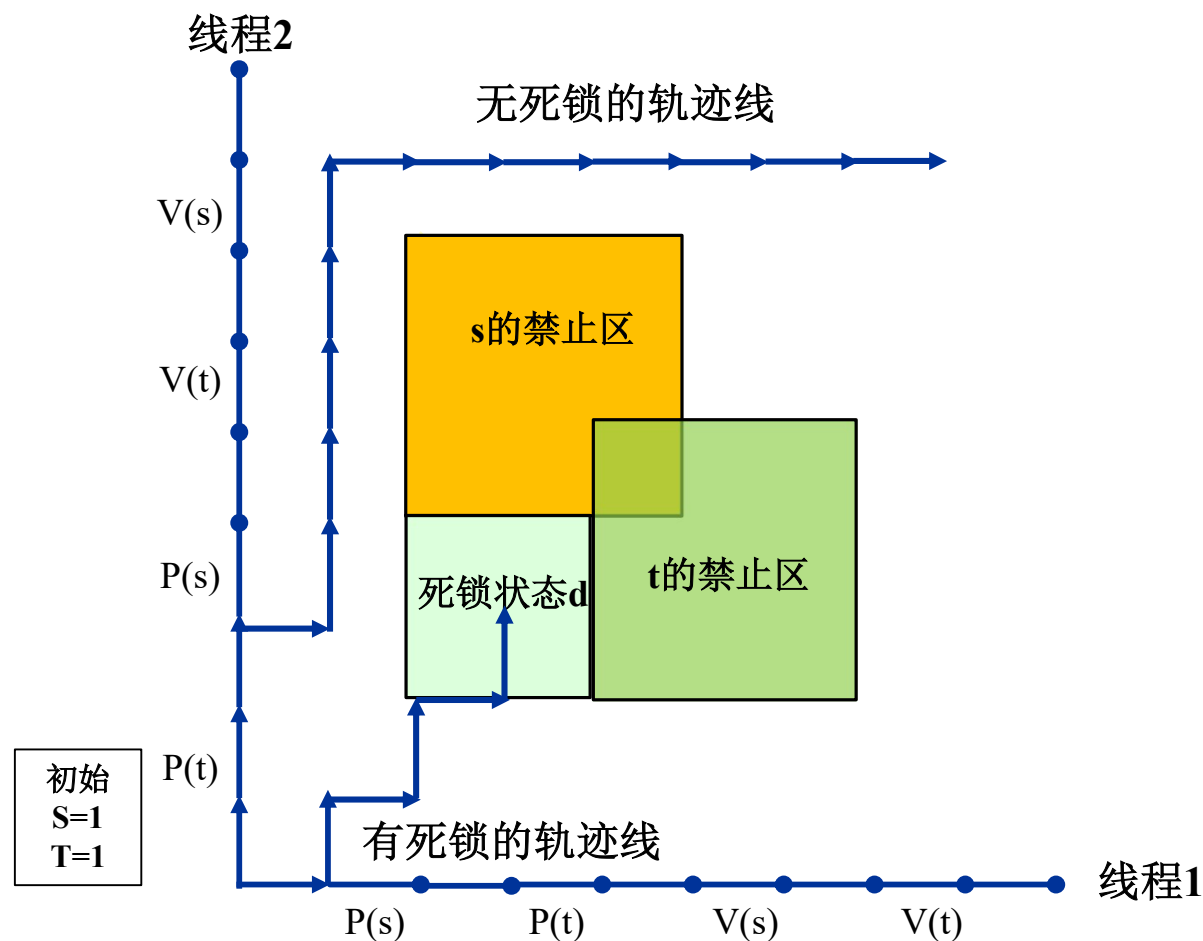 线程2
无死锁的轨迹线
V(s)
s的禁止区
V(t)
P(s)
死锁状态d
t的禁止区
P(t)
初始
S=1
T=1
有死锁的轨迹线
线程1
P(s)
P(t)
V(s)
V(t)